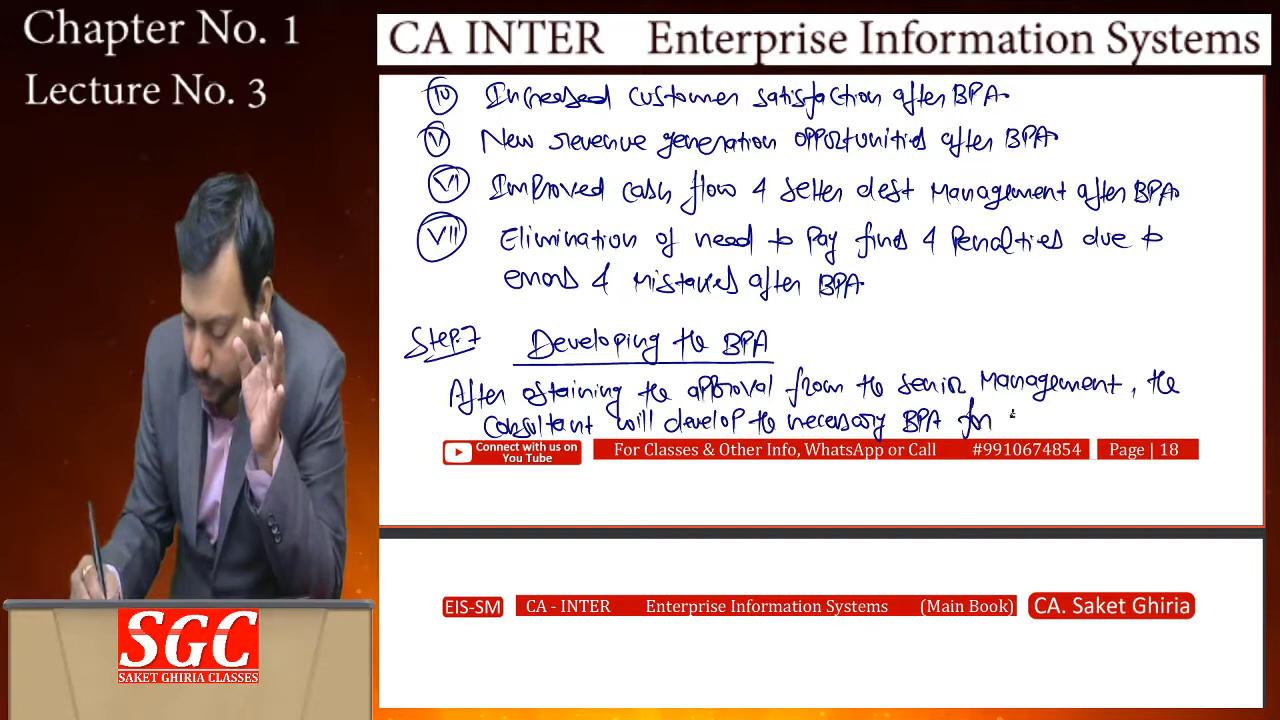 Chapter No. 1
Lecture No. 3
CA INTER Enterprise Information Systems
IV Increased customer satisfaction after BPA.
V New revenue generation opportunities after BPA.
VI Improved cash flow & better debt Management after BPA.
VII Elimination of need to Pay fines & Penalties due to
errors & mistakes after BPA.
Step:7 Developing the BPA
After obtaining the approval from the senior Management, the
Consultant will develop the necessary BPA for
Connect with us on
You Tube
For Classes & Other Info, WhatsApp or Call #9910674854 Page | 18
EIS-SM CA - INTER Enterprise Information Systems (Main Book) CA. Saket Ghiria
SGC
SAKET GHIRIA CLASSES